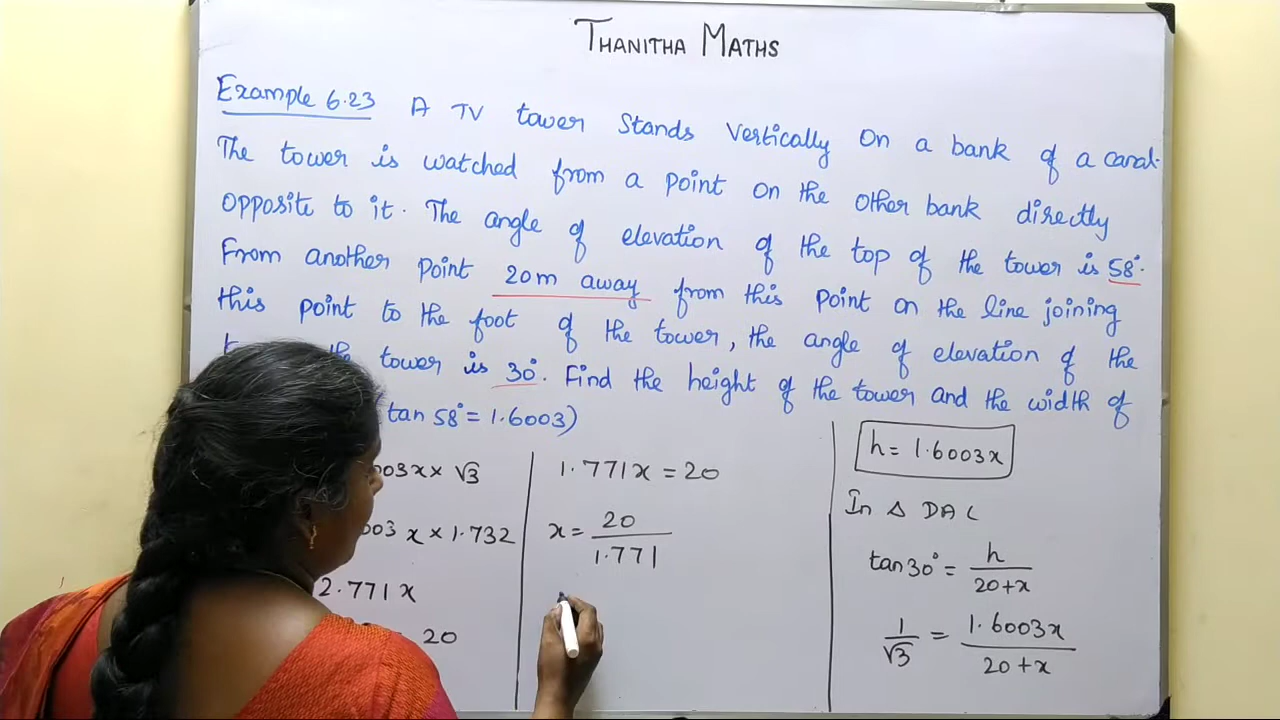 THANITHA MATHS
Example 6.23 A TV tower Stands Vertically On a bank of a canal.
The tower is watched from a point on the other bank directly
opposite to it. The angle of elevation of the top of the tower is 58°.
From another point 20m away from this point on the line joining
this point to the foot of the tower, the angle of elevation of the
the tower is 30°. Find the height of the tower and the width of
tan 58° = 1.6003)
003x × √3
003 x × 1.732
2.771 x
20
1.771x = 20
x = 20 / 1.771
h = 1.6003x
In △ DAC
tan 30° = h / 20+x
1 / √3 = 1.6003x / 20+x